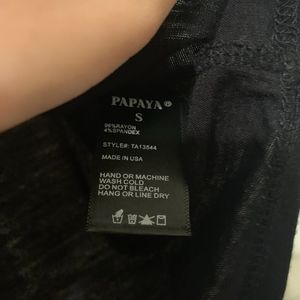 PAPAYA®
S
96%RAYON
4%SPANDEX
STYLE#: TA13544
MADE IN USA
HAND OR MACHINE
WASH COLD
DO NOT BLEACH
HANG OR LINE DRY